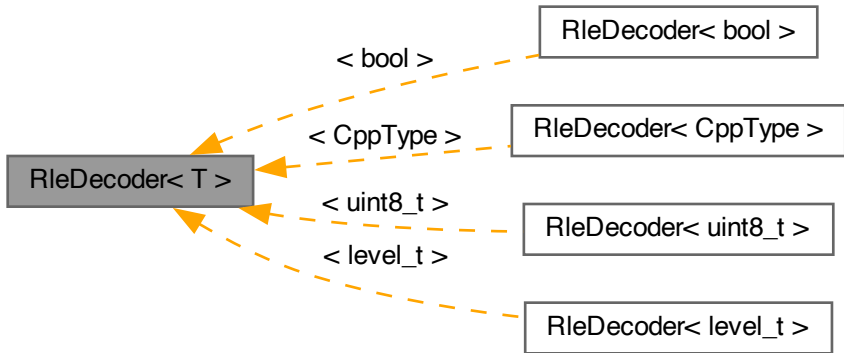 RleDecoder< bool >
< bool >
< CppType >
RleDecoder< CppType >
RleDecoder< T >
< uint8_t >
RleDecoder< uint8_t >
< level_t >
RleDecoder< level_t >